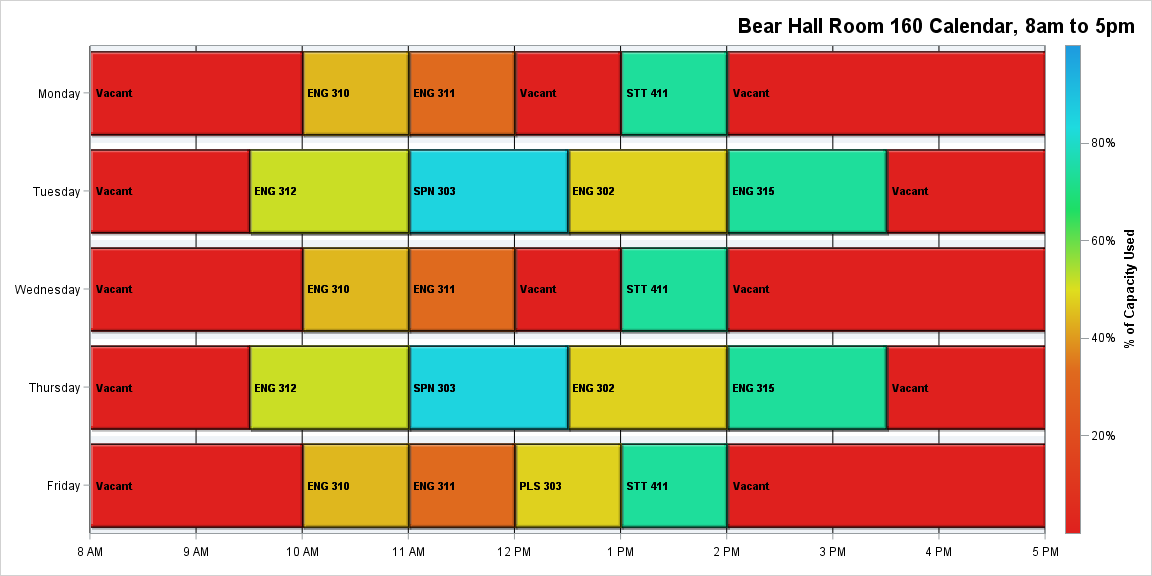 Bear Hall Room 160 Calendar, 8am to 5pm
Monday
Vacant
ENG 310
ENG 311
Vacant
STT 411
Vacant
Tuesday
Vacant
ENG 312
SPN 303
ENG 302
ENG 315
Vacant
Wednesday
Vacant
ENG 310
ENG 311
Vacant
STT 411
Vacant
Thursday
Vacant
ENG 312
SPN 303
ENG 302
ENG 315
Vacant
Friday
Vacant
ENG 310
ENG 311
PLS 303
STT 411
Vacant
8 AM
9 AM
10 AM
11 AM
12 PM
1 PM
2 PM
3 PM
4 PM
5 PM
80%
60%
40%
20%
% of Capacity Used